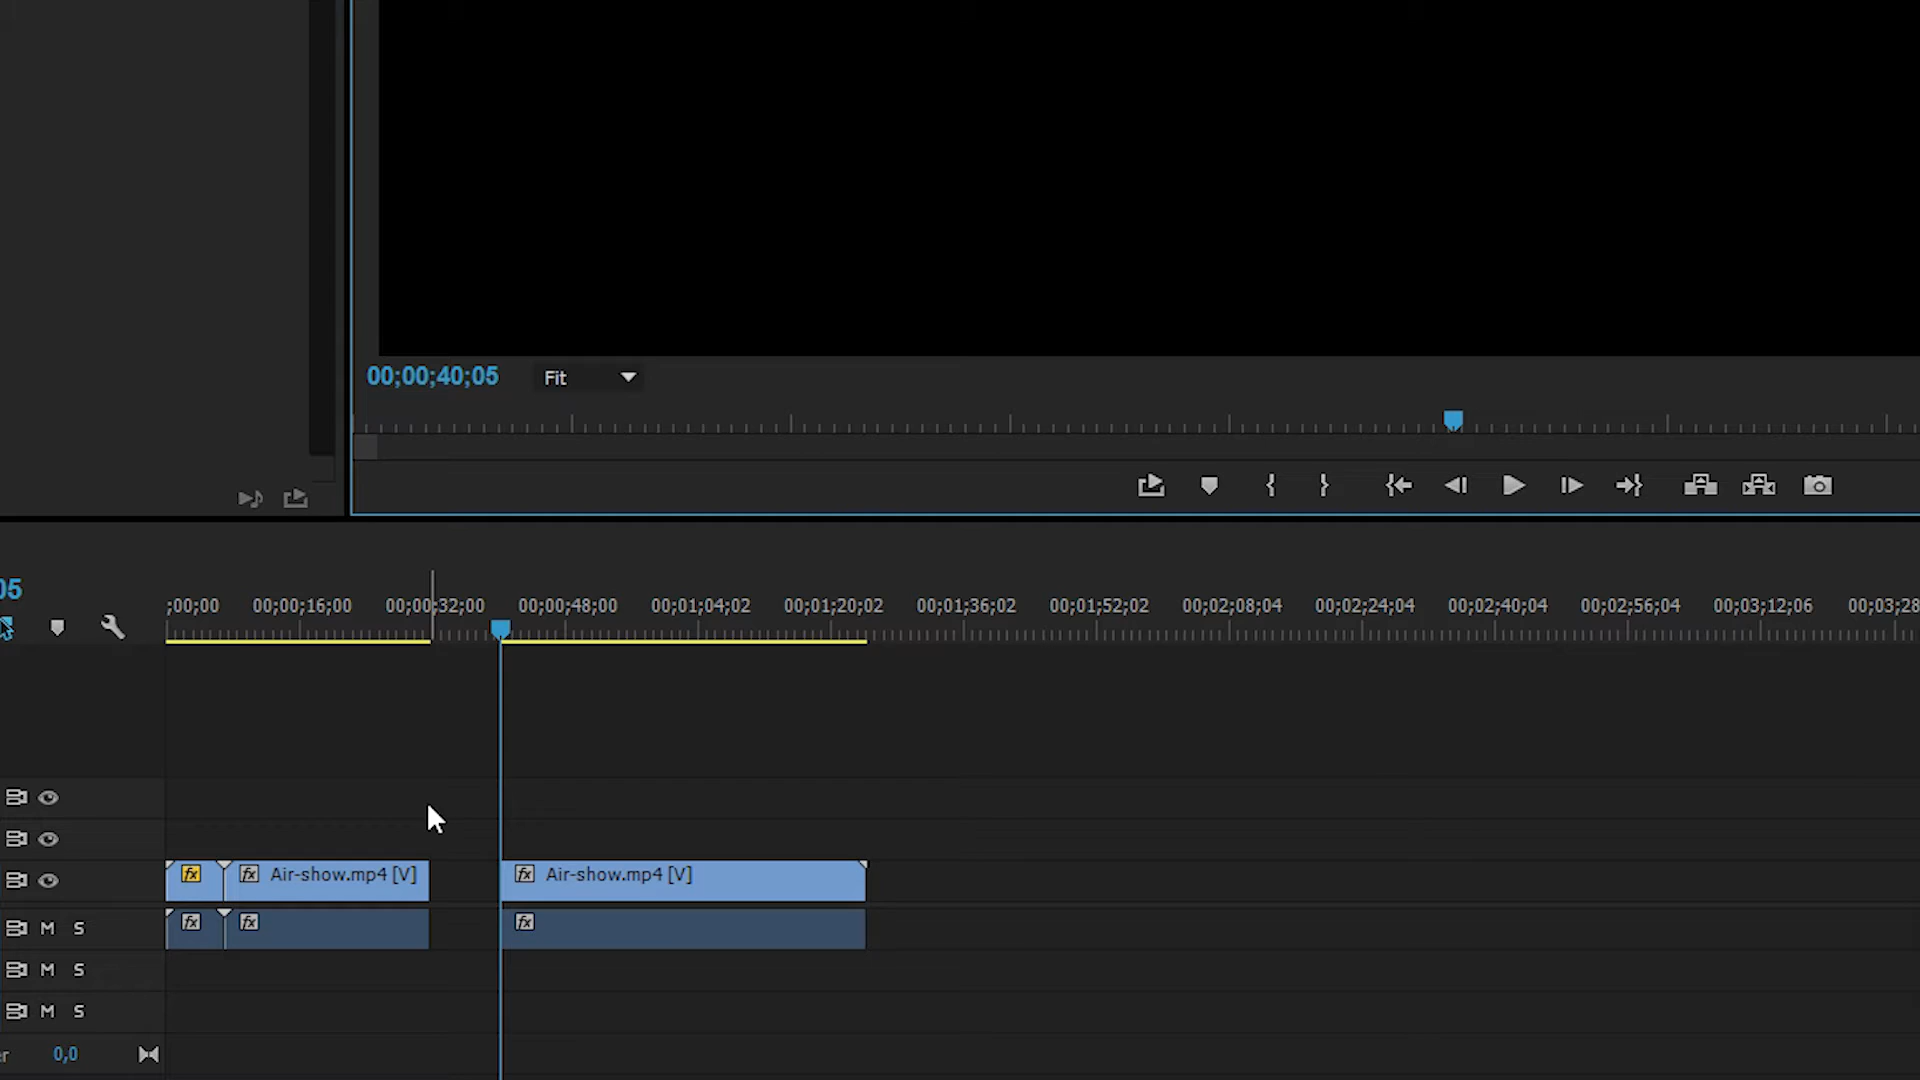 00;00;40;05 Fit
05
;00;00 00;00;16;00 00;00;32;00 00;00;48;00 00;01;04;02 00;01;20;02 00;01;36;02 00;01;52;02 00;02;08;04 00;02;24;04 00;02;40;04 00;02;56;04 00;03;12;06 00;03;28
fx fx Air-show.mp4 [V] fx Air-show.mp4 [V]
M S fx fx fx
M S
M S
er 0,0